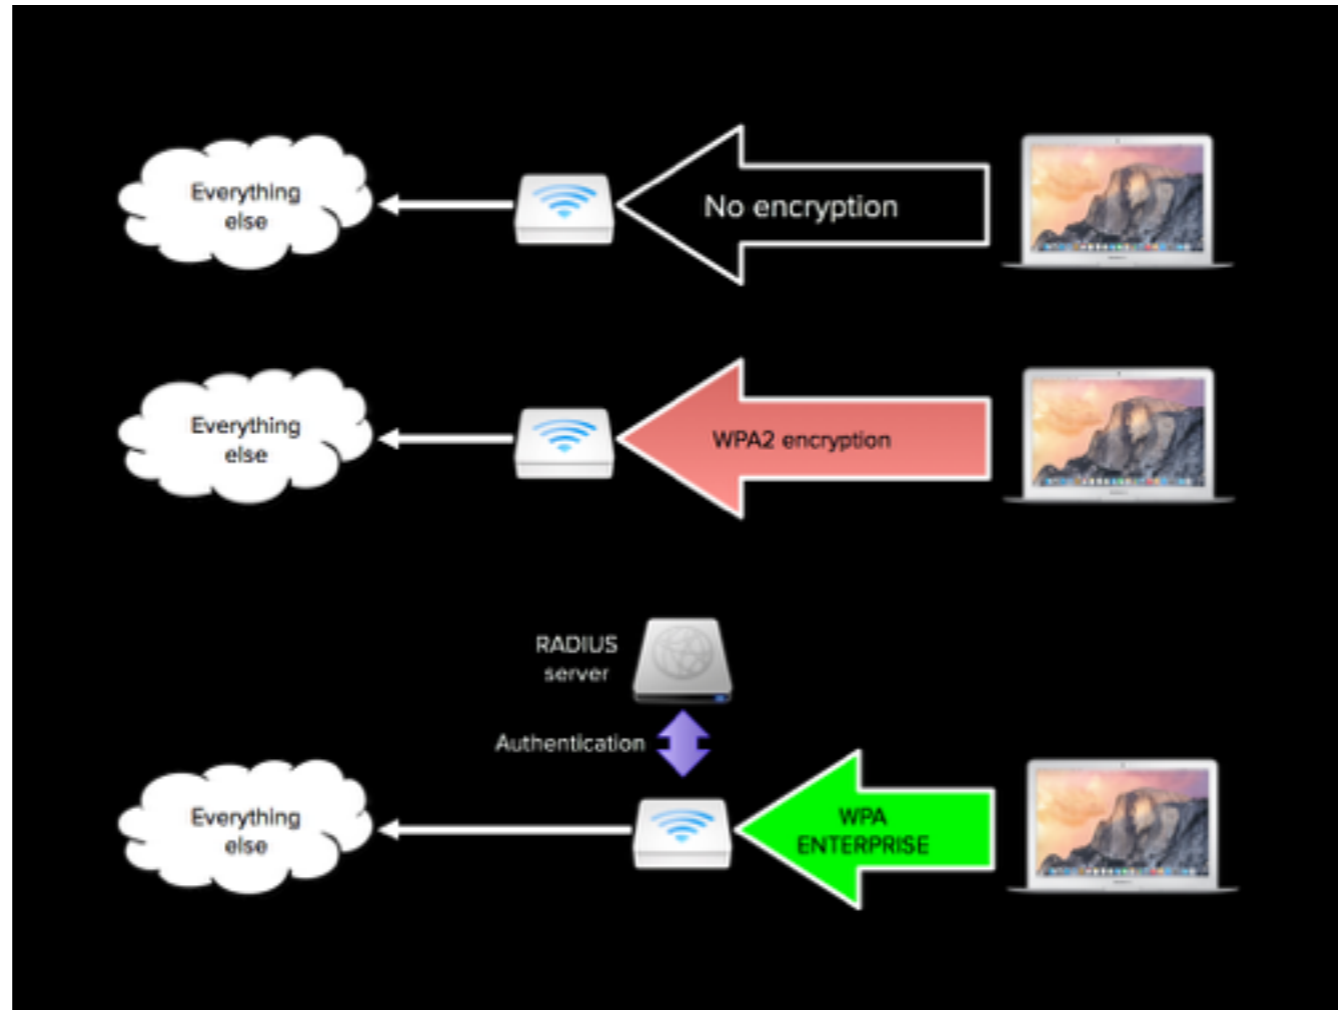 Everything
else
No encryption
Everything
else
WPA2 encryption
RADIUS
server
Authentication
Everything
else
WPA
ENTERPRISE